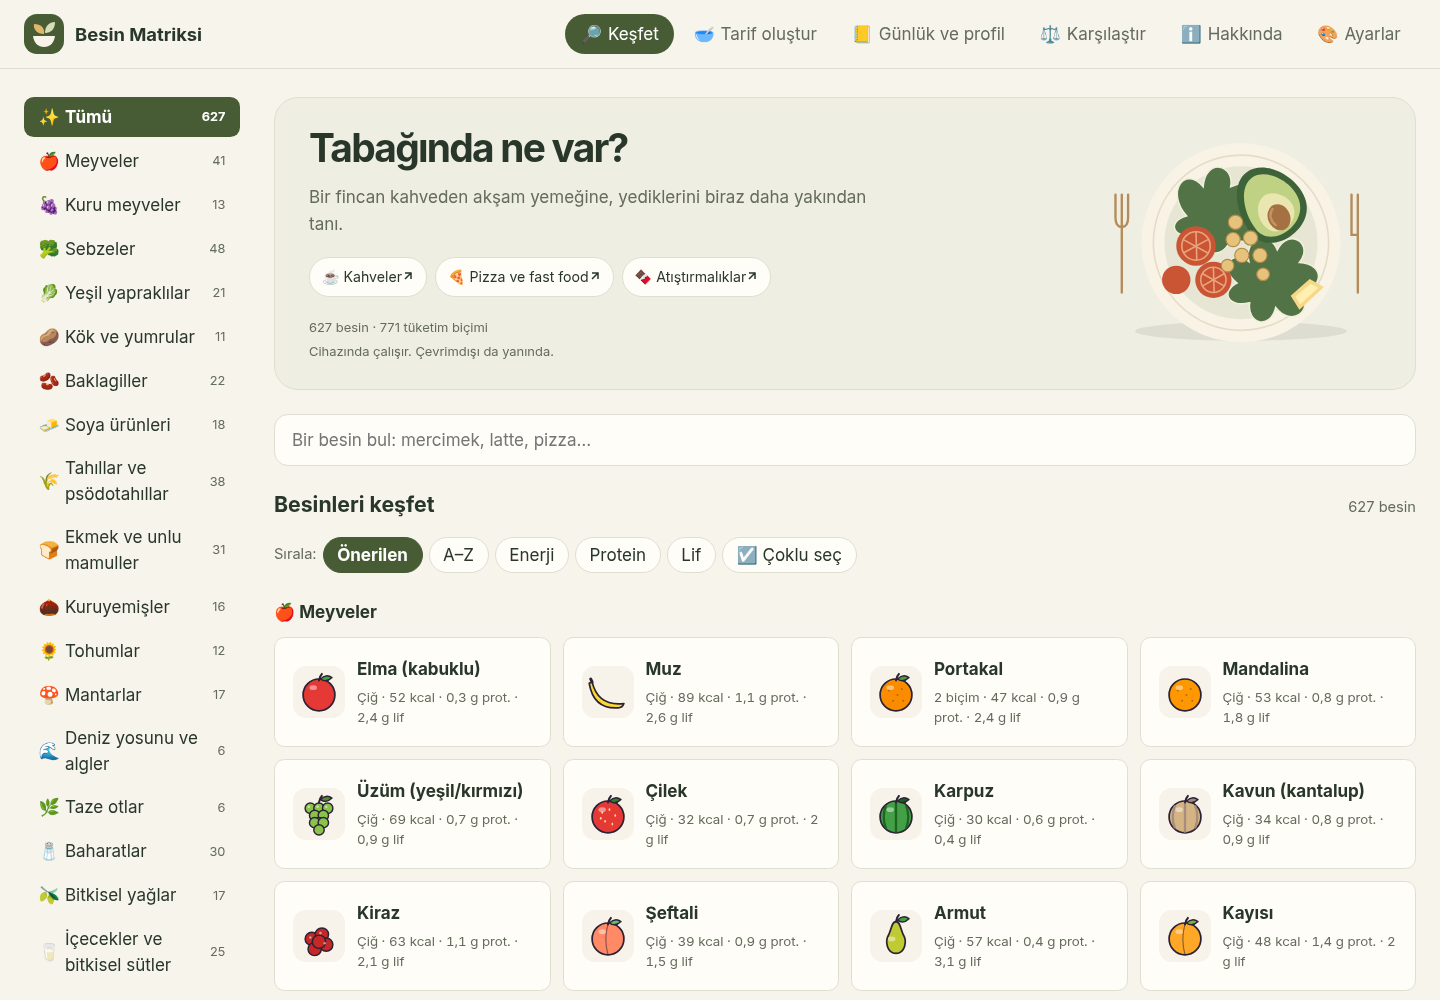 Besin Matriksi
🔎 Keşfet
🥣 Tarif oluştur
📒 Günlük ve profil
⚖️ Karşılaştır
ℹ️ Hakkında
🎨 Ayarlar
✨ Tümü 627
🍎 Meyveler 41
🍇 Kuru meyveler 13
🥦 Sebzeler 48
🥬 Yeşil yapraklılar 21
🥔 Kök ve yumrular 11
🫘 Baklagiller 22
🧈 Soya ürünleri 18
🌾 Tahıllar ve
psödotahıllar 38
🍞 Ekmek ve unlu
mamuller 31
🌰 Kuruyemişler 16
🌻 Tohumlar 12
🍄 Mantarlar 17
🌊 Deniz yosunu ve
algler 6
🌿 Taze otlar 6
🧂 Baharatlar 30
🫒 Bitkisel yağlar 17
🥛 İçecekler ve
bitkisel sütler 25
Tabağında ne var?
Bir fincan kahveden akşam yemeğine, yediklerini biraz daha yakından
tanı.
☕ Kahveler↗
🍕 Pizza ve fast food↗
🍫 Atıştırmalıklar↗
627 besin · 771 tüketim biçimi
Cihazında çalışır. Çevrimdışı da yanında.
Bir besin bul: mercimek, latte, pizza...
Besinleri keşfet
627 besin
Sırala: Önerilen A–Z Enerji Protein Lif ☑️ Çoklu seç
🍎 Meyveler
Elma (kabuklu)
Çiğ · 52 kcal · 0,3 g prot. ·
2,4 g lif
Muz
Çiğ · 89 kcal · 1,1 g prot. ·
2,6 g lif
Portakal
2 biçim · 47 kcal · 0,9 g
prot. · 2,4 g lif
Mandalina
Çiğ · 53 kcal · 0,8 g prot. ·
1,8 g lif
Üzüm (yeşil/kırmızı)
Çiğ · 69 kcal · 0,7 g prot. ·
0,9 g lif
Çilek
Çiğ · 32 kcal · 0,7 g prot. · 2
g lif
Karpuz
Çiğ · 30 kcal · 0,6 g prot. ·
0,4 g lif
Kavun (kantalup)
Çiğ · 34 kcal · 0,8 g prot. ·
0,9 g lif
Kiraz
Çiğ · 63 kcal · 1,1 g prot. ·
2,1 g lif
Şeftali
Çiğ · 39 kcal · 0,9 g prot. ·
1,5 g lif
Armut
Çiğ · 57 kcal · 0,4 g prot. ·
3,1 g lif
Kayısı
Çiğ · 48 kcal · 1,4 g prot. · 2
g lif